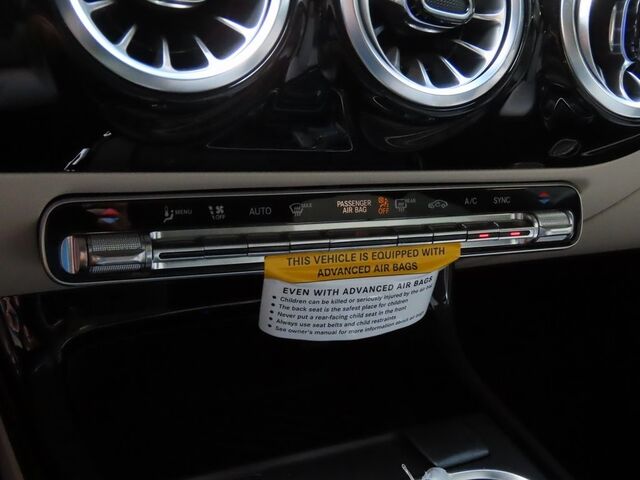 MENU
OFF
AUTO
MAX
PASSENGER
AIR BAG
OFF
REAR
A/C
SYNC
THIS VEHICLE IS EQUIPPED WITH
ADVANCED AIR BAGS
EVEN WITH ADVANCED AIR BAGS
• Children can be killed or seriously injured by the air bag
• The back seat is the safest place for children
• Never put a rear-facing child seat in the front
• Always use seat belts and child restraints
• See owner's manual for more information about air bags